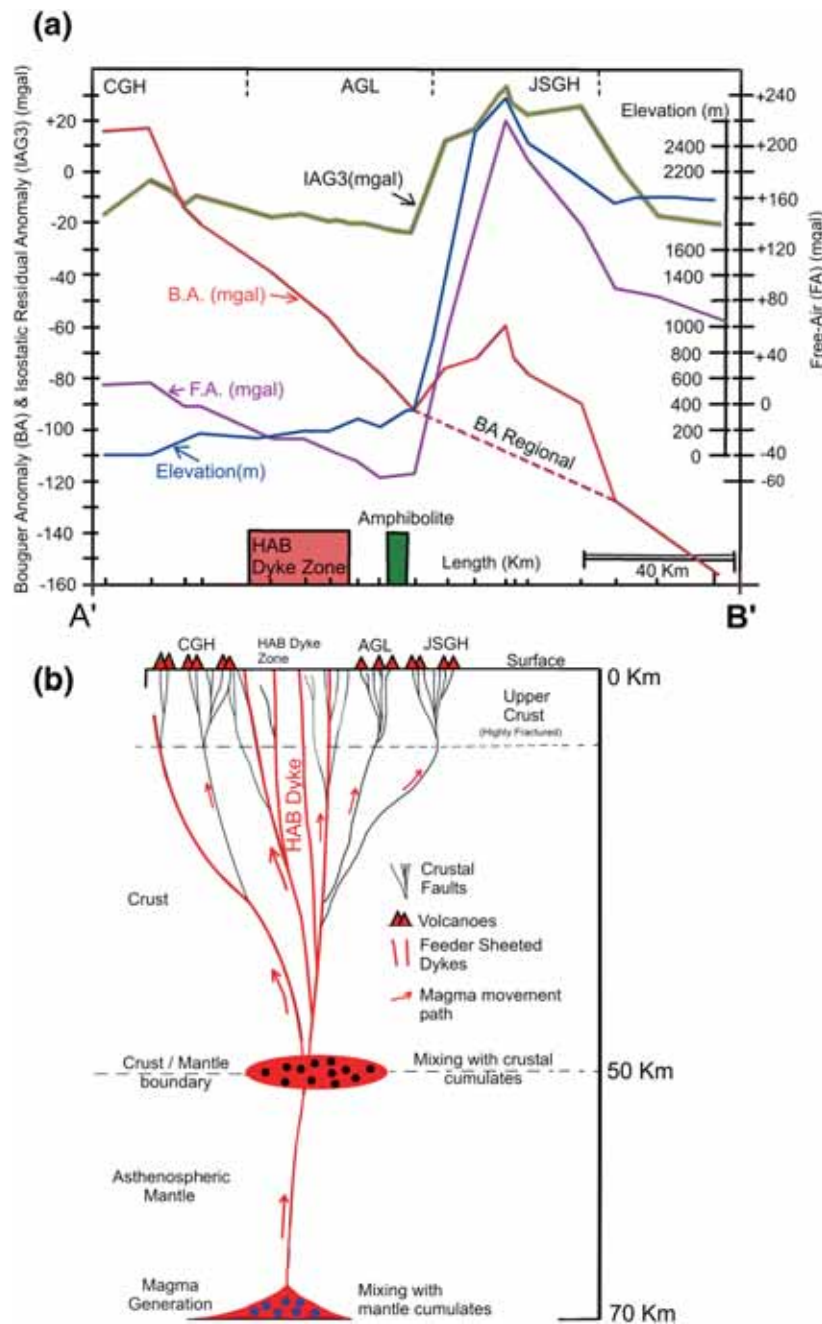 (a)
CGH
AGL
JSGH
Elevation (m)
IAG3(mgal)
B.A. (mgal)
F.A. (mgal)
Elevation(m)
BA Regional
Amphibolite
HAB
Dyke Zone
Length (Km)
40 Km
Bouguer Anomaly (BA) & Isostatic Residual Anomaly (IAG3) (mgal)
+20
0
-20
-40
-60
-80
-100
-120
-140
-160
2400
2200
1600
1400
1000
800
600
400
200
0
+240
+200
+160
+120
+80
+40
0
-40
-60
Free-Air (FA) (mgal)
A'
B'
(b)
CGH
HAB Dyke
Zone
AGL
JSGH
Surface
0 Km
Upper
Crust
(Highly Fractured)
HAB Dyke
Crust
Crustal
Faults
Volcanoes
Feeder Sheeted
Dykes
Magma movement
path
Crust / Mantle
boundary
Mixing with crustal
cumulates
50 Km
Asthenospheric
Mantle
Magma
Generation
Mixing with
mantle cumulates
70 Km